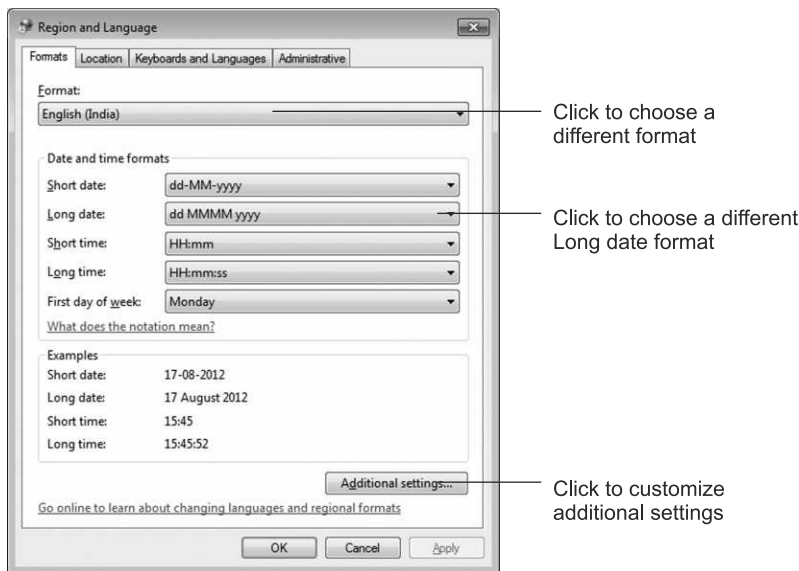 Region and Language
Formats Location Keyboards and Languages Administrative
Format:
English (India)
Click to choose a
different format
Date and time formats
Short date: dd-MM-yyyy
Long date: dd MMMM yyyy
Click to choose a different
Long date format
Short time: HH:mm
Long time: HH:mm:ss
First day of week: Monday
What does the notation mean?
Examples
Short date: 17-08-2012
Long date: 17 August 2012
Short time: 15:45
Long time: 15:45:52
Additional settings...
Click to customize
additional settings
Go online to learn about changing languages and regional formats
OK Cancel Apply